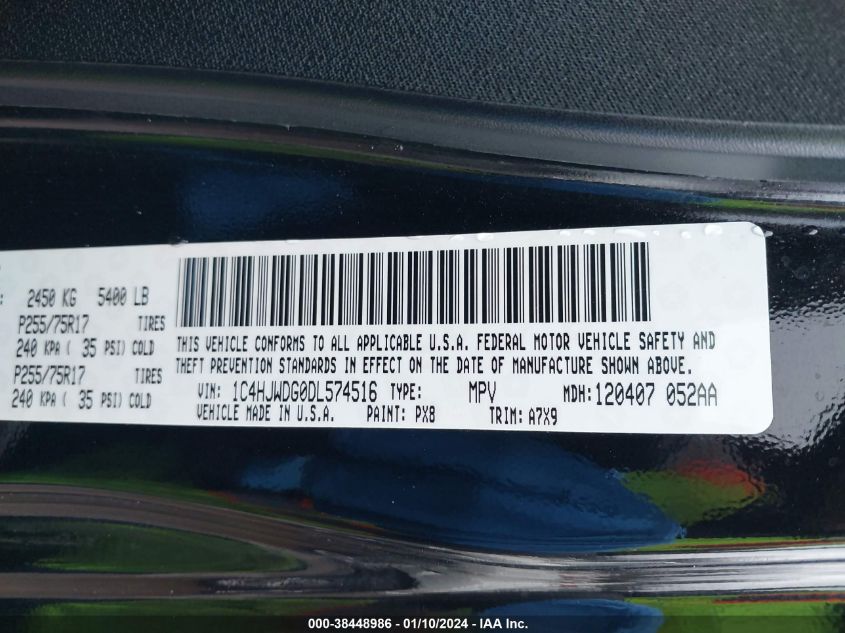 2450 KG 5400 LB
P255/75R17 TIRES
240 KPA ( 35 PSI) COLD
P255/75R17 TIRES
240 KPA ( 35 PSI) COLD
THIS VEHICLE CONFORMS TO ALL APPLICABLE U.S.A. FEDERAL MOTOR VEHICLE SAFETY AND
THEFT PREVENTION STANDARDS IN EFFECT ON THE DATE OF MANUFACTURE SHOWN ABOVE.
VIN: 1C4HJWDG0DL574516 TYPE: MPV MDH:120407 052AA
VEHICLE MADE IN U.S.A. PAINT: PX8 TRIM: A7X9
000-38448986 - 01/10/2024 - IAA Inc.